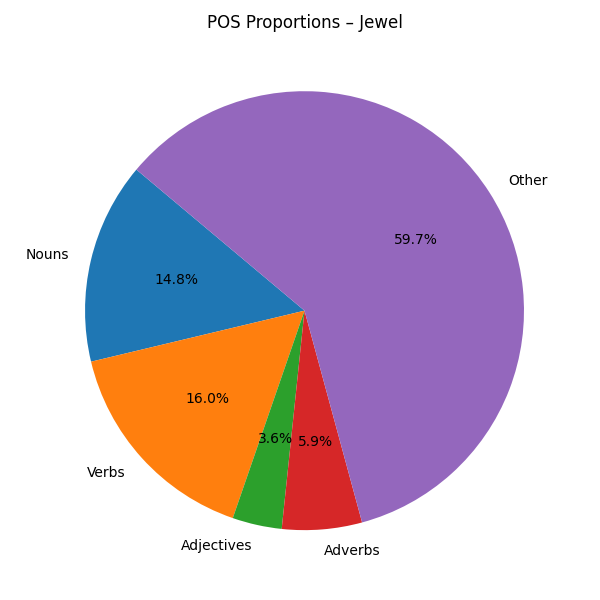 POS Proportions – Jewel
Other
59.7%
Nouns
14.8%
16.0%
Verbs
3.6%
5.9%
Adjectives
Adverbs